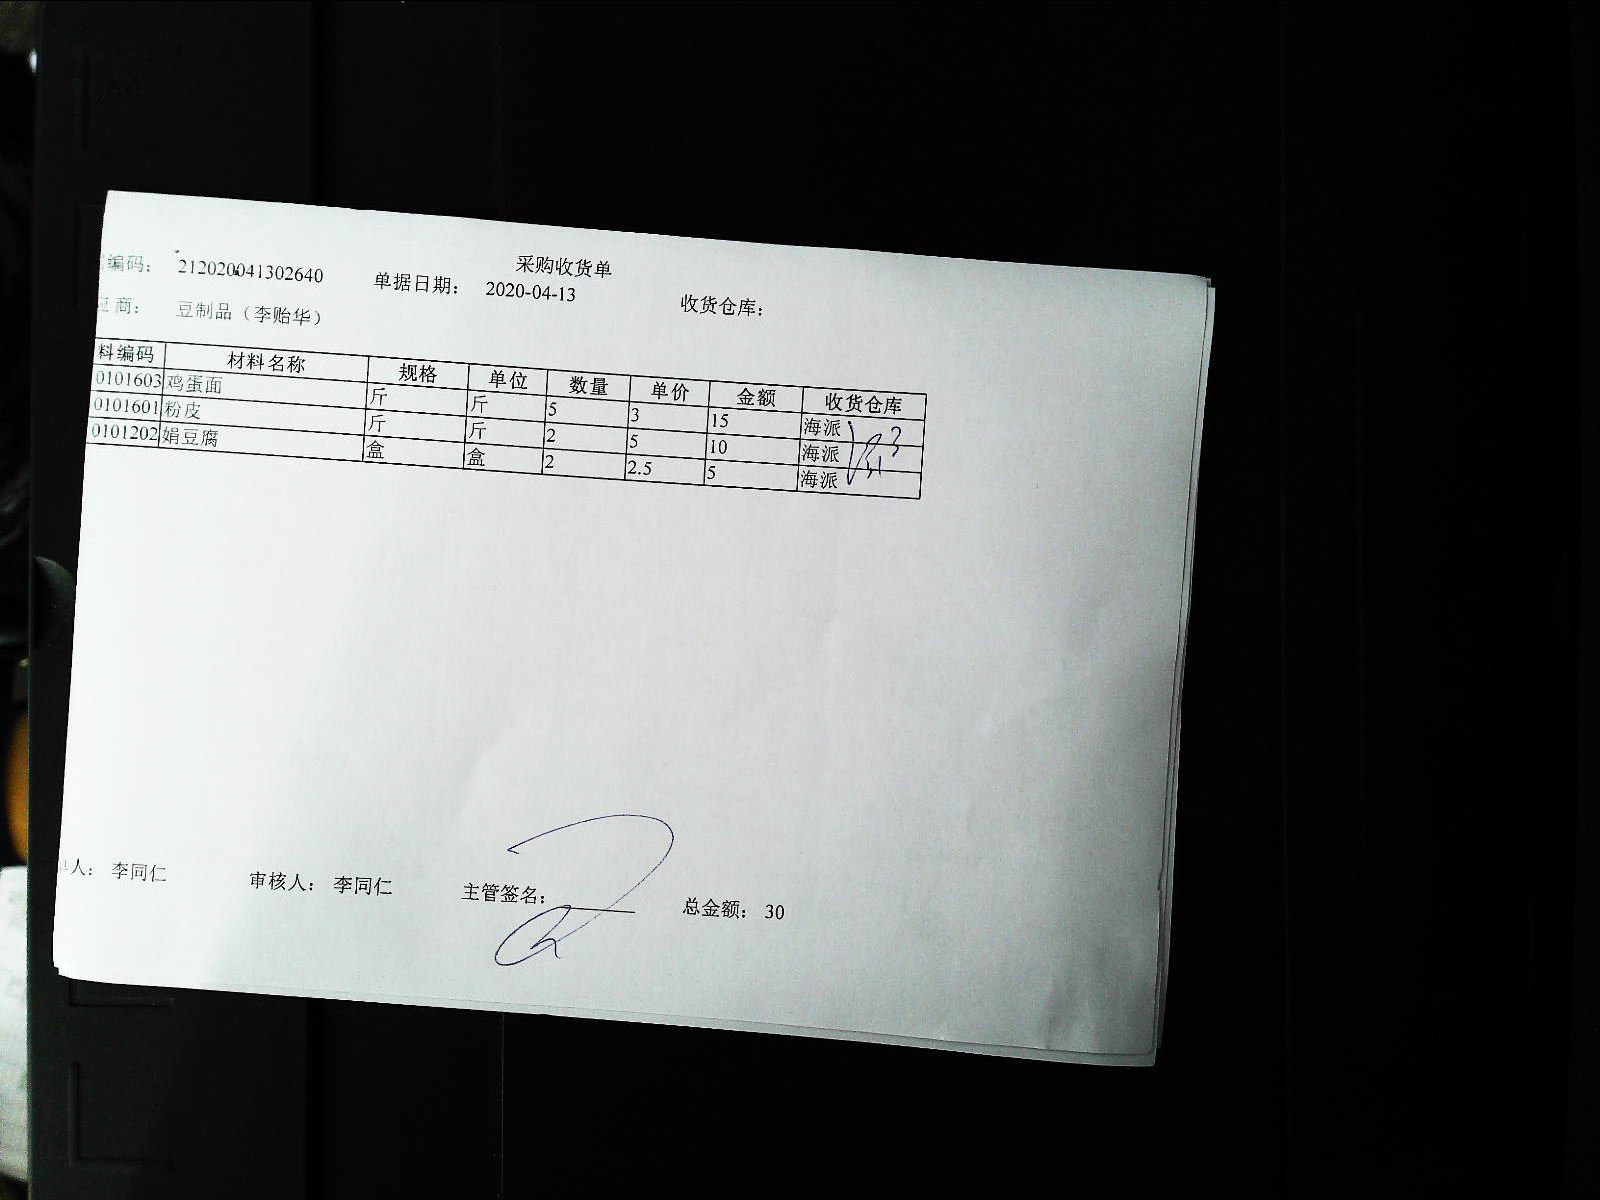 采购收货单
编码： 212020041302640 单据日期： 2020-04-13 收货仓库：
商： 豆制品（李贻华）
料编码 材料名称 规格 单位 数量 单价 金额 收货仓库
0101603 鸡蛋面 斤 斤 5 3 15 海派
0101601 粉皮 斤 斤 2 5 10 海派
0101202 娟豆腐 盒 盒 2 2.5 5 海派
人： 李同仁 审核人： 李同仁 主管签名： 总金额： 30